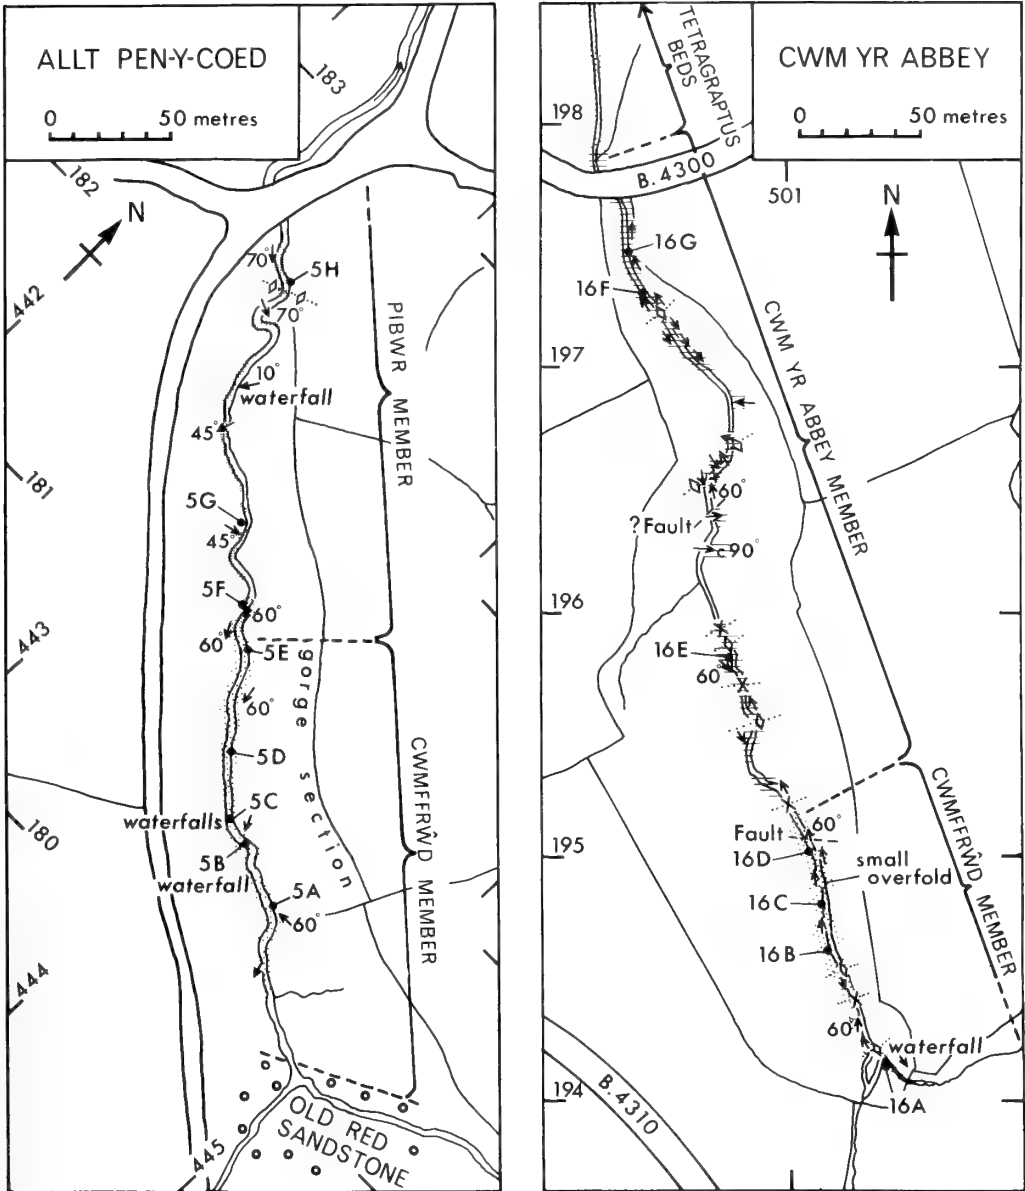 ALLT PEN-Y-COED
0 50 metres
183
182
N
442
70°
5H
70°
PIBWR MEMBER
10°
waterfall
45°
181
5G
45°
5F
60°
443
60°
5E
gorge section
60°
5D
CWMFFRŴD MEMBER
5C
waterfalls
180
5B
waterfall
5A
60°
444
OLD RED
SANDSTONE
445
TETRAGRAPTUS
BEDS
CWM YR ABBEY
0 50 metres
198
B.4300
501
N
16G
16F
CWM YR ABBEY MEMBER
197
60°
?Fault
c90°
196
16E
60°
CWMFFRŴD MEMBER
60°
Fault
195
16D
small
overfold
16C
16B
60°
waterfall
194
16A
B.4310